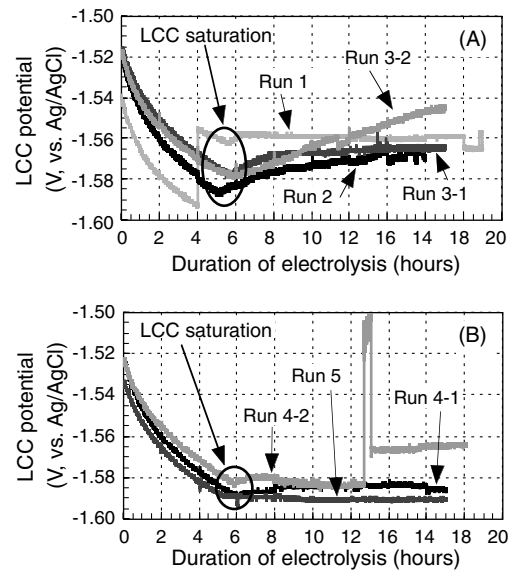 -1.50
-1.52
-1.54
-1.56
-1.58
-1.60
LCC potential
(V, vs. Ag/AgCl)
LCC saturation
(A)
Run 1
Run 3-2
Run 2
Run 3-1
0 2 4 6 8 10 12 14 16 18 20
Duration of electrolysis (hours)
-1.50
-1.52
-1.54
-1.56
-1.58
-1.60
LCC potential
(V, vs. Ag/AgCl)
LCC saturation
(B)
Run 5
Run 4-2
Run 4-1
0 2 4 6 8 10 12 14 16 18 20
Duration of electrolysis (hours)